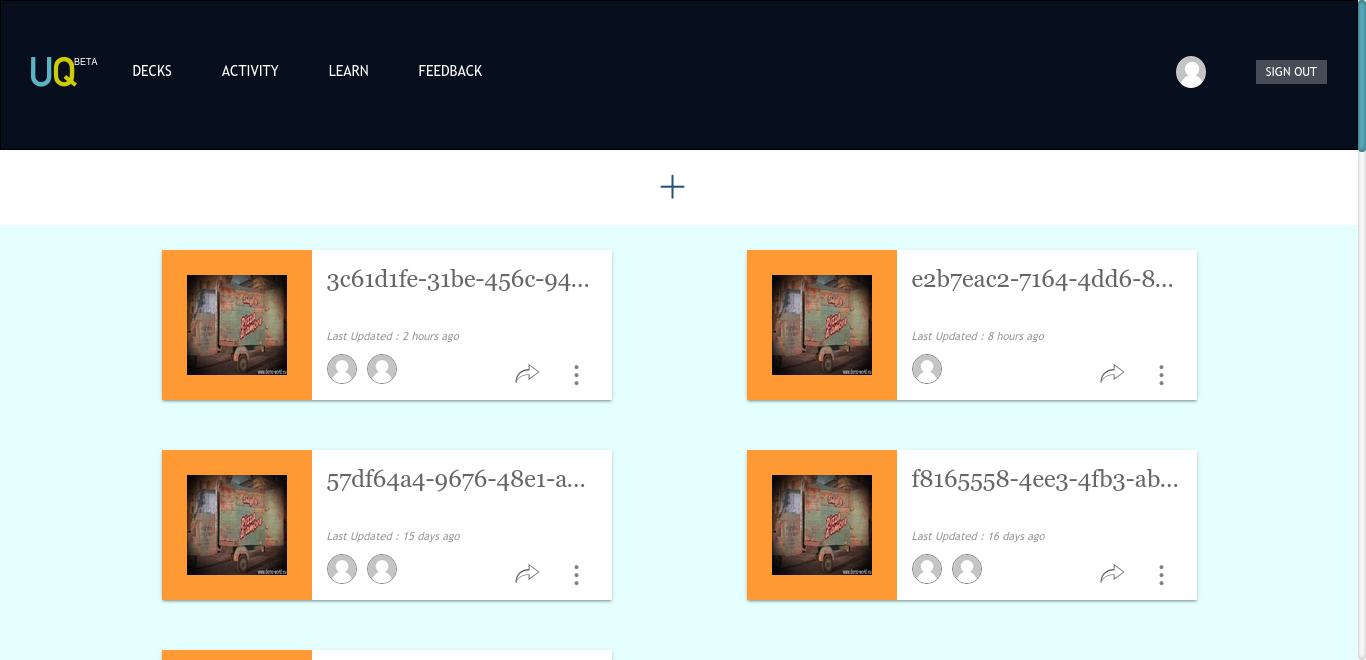 UQ BETA
DECKS ACTIVITY LEARN FEEDBACK SIGN OUT
3c61d1fe-31be-456c-94...
Last Updated : 2 hours ago
e2b7eac2-7164-4dd6-8...
Last Updated : 8 hours ago
57df64a4-9676-48e1-a...
Last Updated : 15 days ago
f8165558-4ee3-4fb3-ab...
Last Updated : 16 days ago